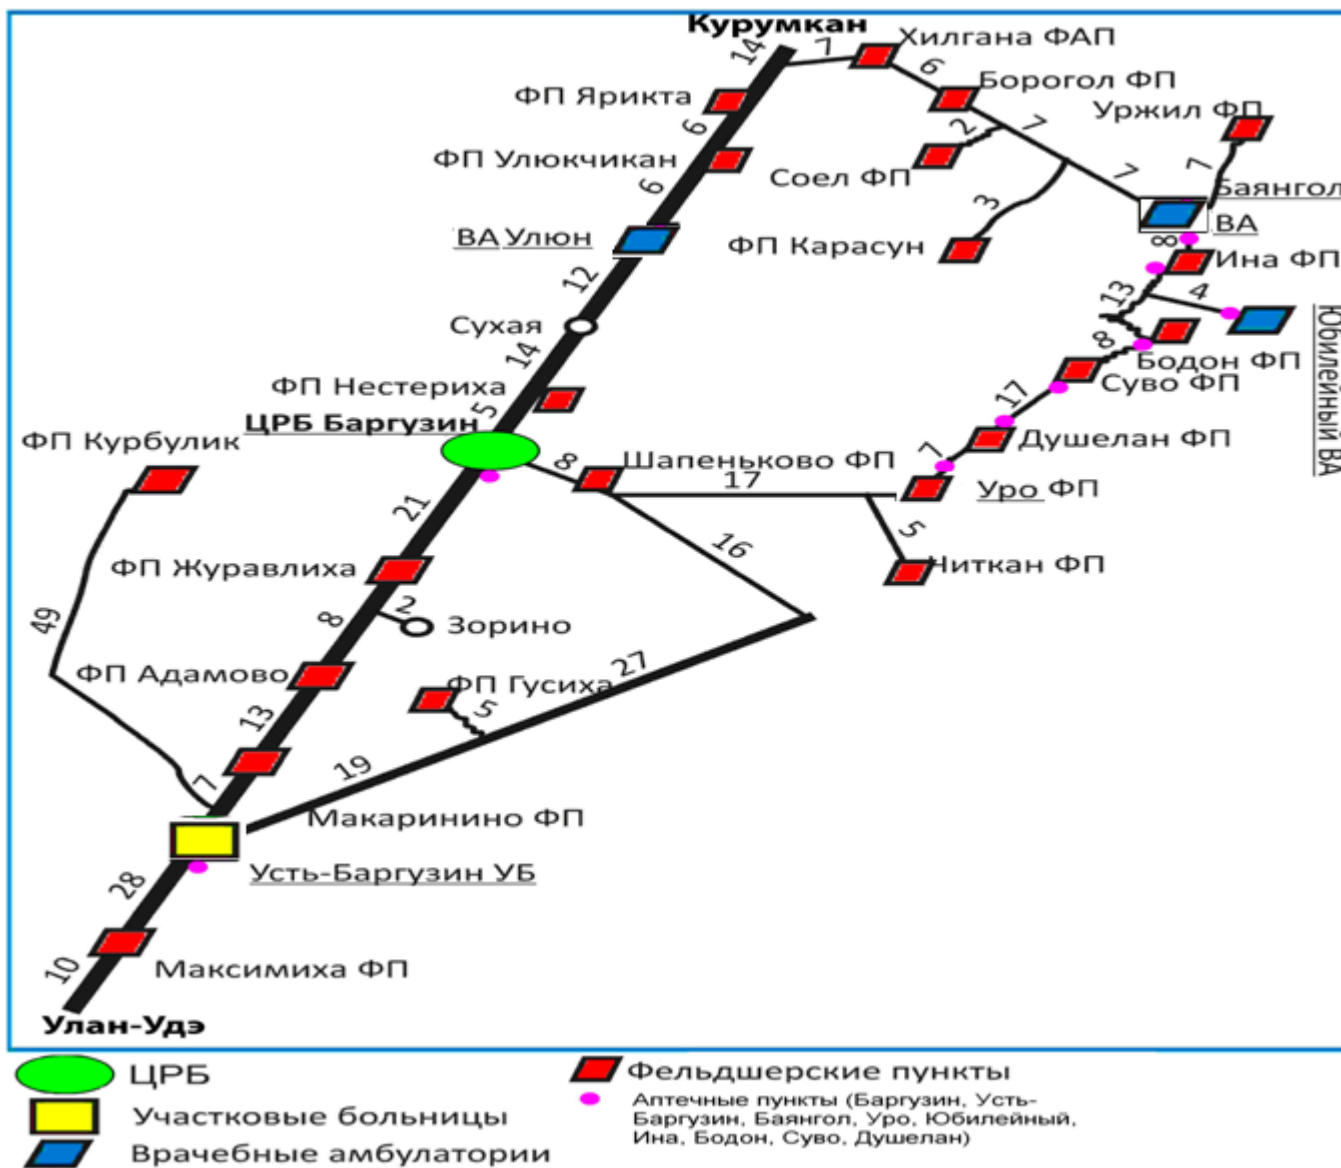 Курумкан
14
7
Хилгана ФАП
6
Борогол ФП
ФП Ярикта
7
Уржил ФП
6
2
ФП Улюкчикан
Соел ФП
7
7
6
3
Баянгол
ВА
ВА Улюн
ФП Карасун
8
Ина ФП
12
13
4
Сухая
14
8
Бодон ФП
Юбилейный ВА
ФП Нестериха
5
17
Суво ФП
ЦРБ Баргузин
ФП Курбулик
8
Шапеньково ФП
7
Душелан ФП
17
Уро ФП
21
16
5
ФП Журавлиха
Читкан ФП
49
8
2
Зорино
27
ФП Адамово
ФП Гусиха
13
5
19
7
Макаринино ФП
Усть-Баргузин УБ
28
10
Максимиха ФП
Улан-Удэ
ЦРБ
Участковые больницы
Врачебные амбулатории
Фельдшерские пункты
Аптечные пункты (Баргузин, Усть-
Баргузин, Баянгол, Уро, Юбилейный,
Ина, Бодон, Суво, Душелан)